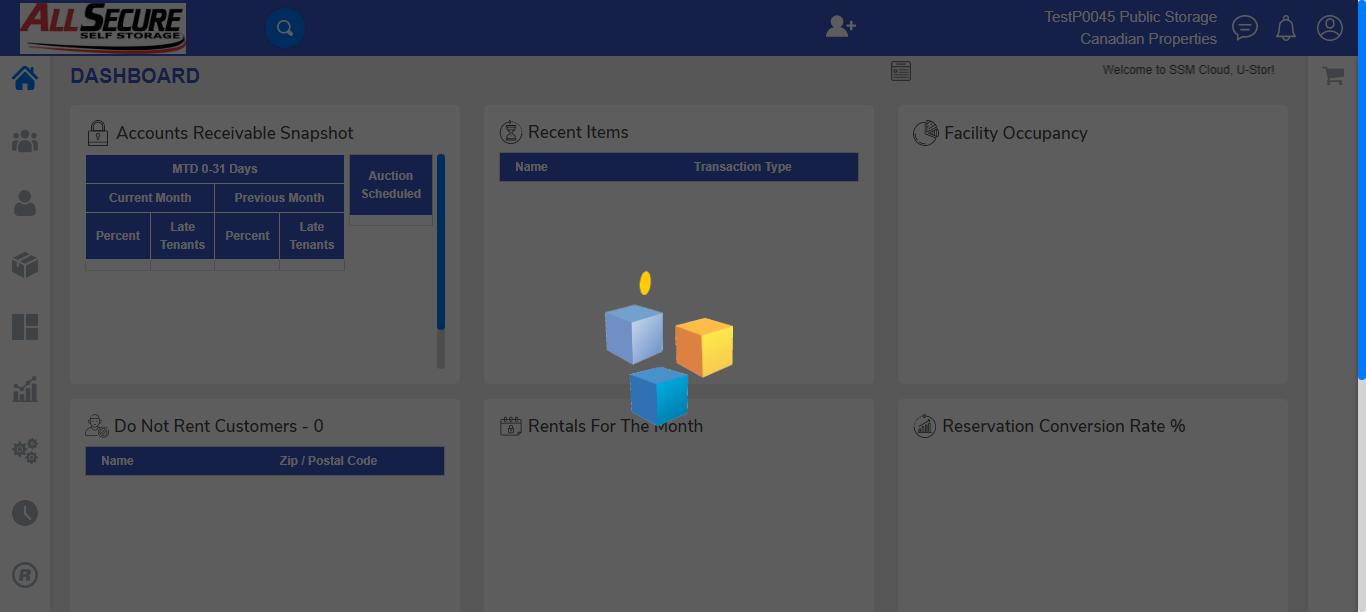 ALLSECURE
SELF STORAGE
TestP0045 Public Storage
Canadian Properties
DASHBOARD
Welcome to SSM Cloud, U-Stor!
Accounts Receivable Snapshot
MTD 0-31 Days
Current Month
Previous Month
Percent
Late
Tenants
Percent
Late
Tenants
Auction
Scheduled
Recent Items
Name
Transaction Type
Facility Occupancy
Do Not Rent Customers - 0
Name
Zip / Postal Code
Rentals For The Month
Reservation Conversion Rate %
R